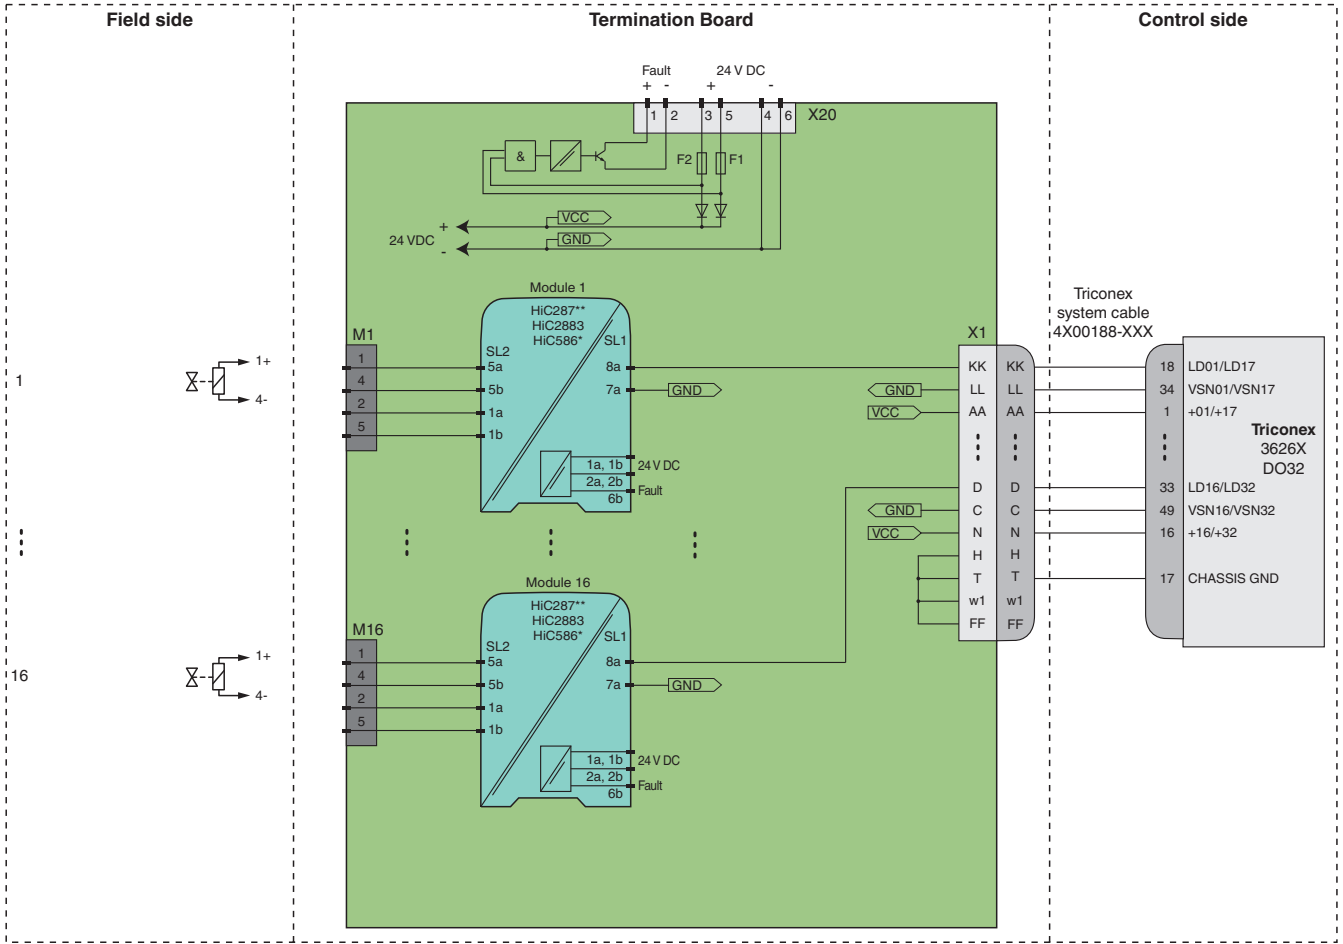 Field side
Termination Board
Control side
Fault
24 V DC
+ - + -
1 2 3 5 4 6 X20
& F2 F1
VCC
+
24 VDC
GND
-
Triconex
system cable
4X00188-XXX
1
1+
4-
M1
1
4
2
5
Module 1
HiC287**
HiC2883
HiC586*
SL2
SL1
5a
5b
1a
1b
8a
7a
GND
1a, 1b
2a, 2b
6b
24 V DC
Fault
X1
KK KK 18 LD01/LD17
GND LL LL 34 VSN01/VSN17
VCC AA AA 1 +01/+17
Triconex
3626X
DO32
D D 33 LD16/LD32
GND C C 49 VSN16/VSN32
VCC N N 16 +16/+32
H H
T T 17 CHASSIS GND
w1 w1
FF FF
16
1+
4-
M16
1
4
2
5
Module 16
HiC287**
HiC2883
HiC586*
SL2
SL1
5a
5b
1a
1b
8a
7a
GND
1a, 1b
2a, 2b
6b
24 V DC
Fault